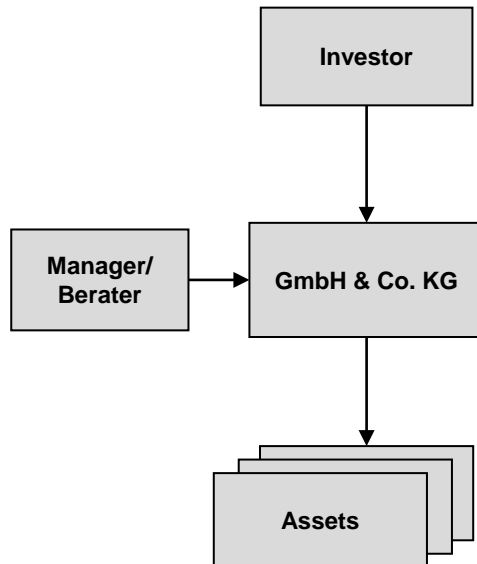 Investor
Manager/
Berater
GmbH & Co. KG
Assets